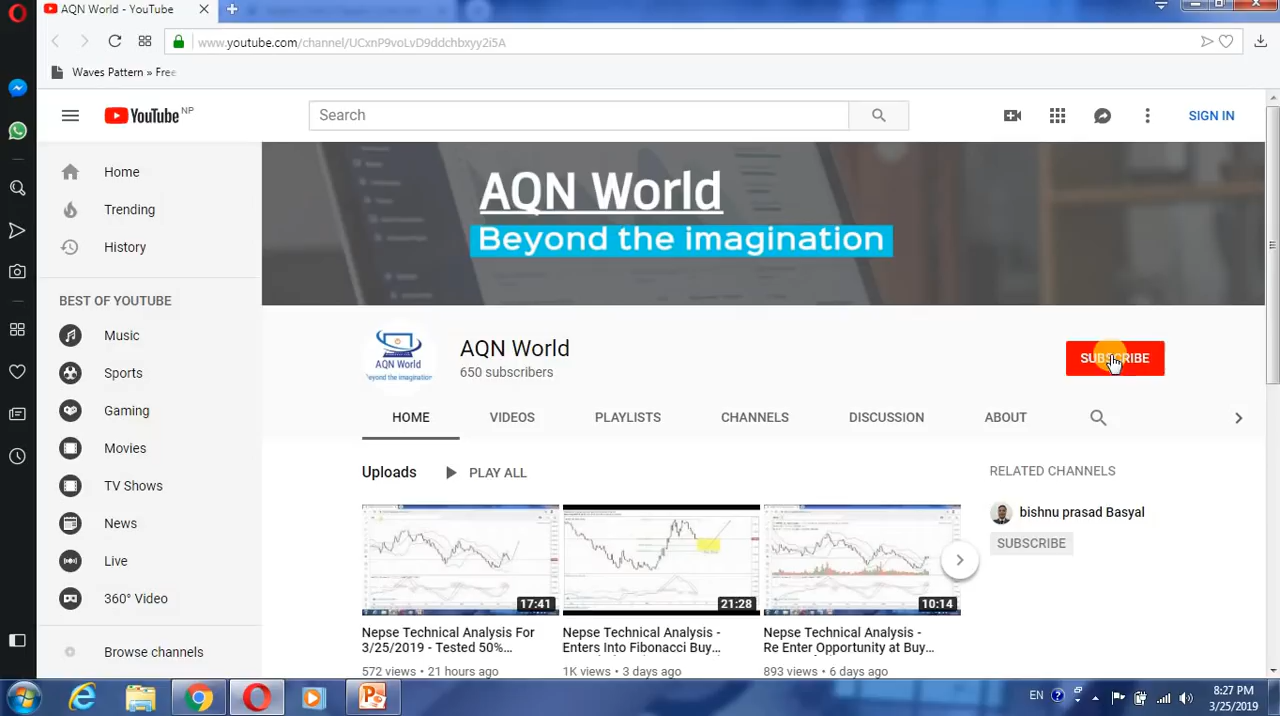 AQN World - YouTube
www.youtube.com/channel/UCxnP9voLvD9ddchbxyy2i5A
Waves Pattern » Free
YouTube NP
Search
SIGN IN
Home
Trending
History
BEST OF YOUTUBE
Music
Sports
Gaming
Movies
TV Shows
News
Live
360° Video
Browse channels
AQN World
Beyond the imagination
AQN World
Beyond the imagination
AQN World
650 subscribers
SUBSCRIBE
HOME VIDEOS PLAYLISTS CHANNELS DISCUSSION ABOUT
Uploads PLAY ALL
17:41
Nepse Technical Analysis For
3/25/2019 - Tested 50%...
572 views • 21 hours ago
21:28
Nepse Technical Analysis -
Enters Into Fibonacci Buy...
1K views • 3 days ago
10:14
Nepse Technical Analysis -
Re Enter Opportunity at Buy...
893 views • 6 days ago
RELATED CHANNELS
bishnu prasad Basyal
SUBSCRIBE
EN
8:27 PM
3/25/2019